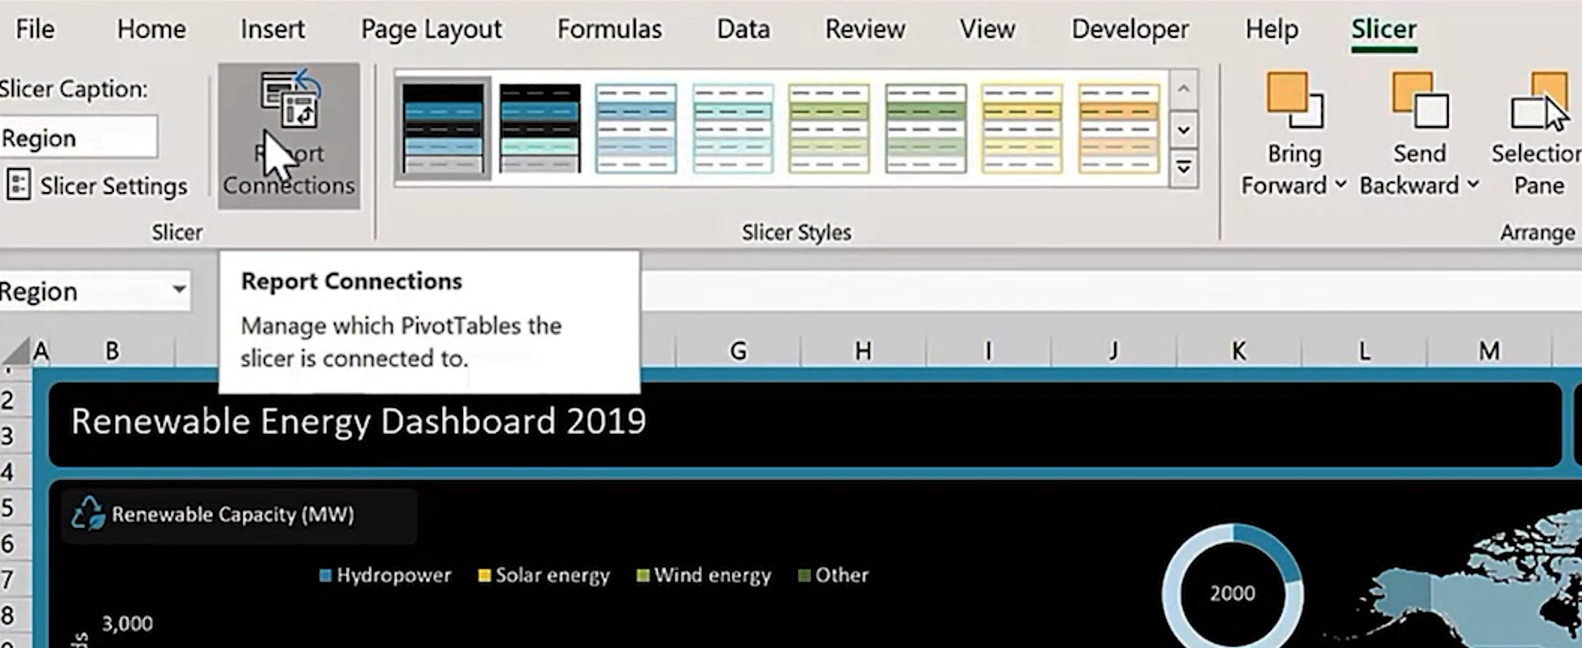 File Home Insert Page Layout Formulas Data Review View Developer Help Slicer
Slicer Caption:
Region
Slicer Settings
Slicer
Connections
Slicer Styles
Bring
Forward
Send
Backward
Selection
Pane
Arrange
Region
Report Connections
Manage which PivotTables the
slicer is connected to.
A B G H I J K L M
2
3
4
5
6
7
8
Renewable Energy Dashboard 2019
Renewable Capacity (MW)
Hydropower Solar energy Wind energy Other
2000
3,000